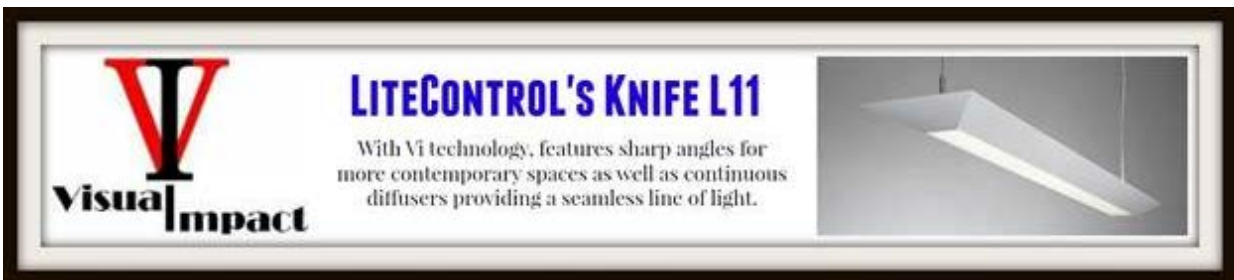 VI
Visual Impact
LiteControl's Knife L11
With Vi technology, features sharp angles for
more contemporary spaces as well as continuous
diffusers providing a seamless line of light.